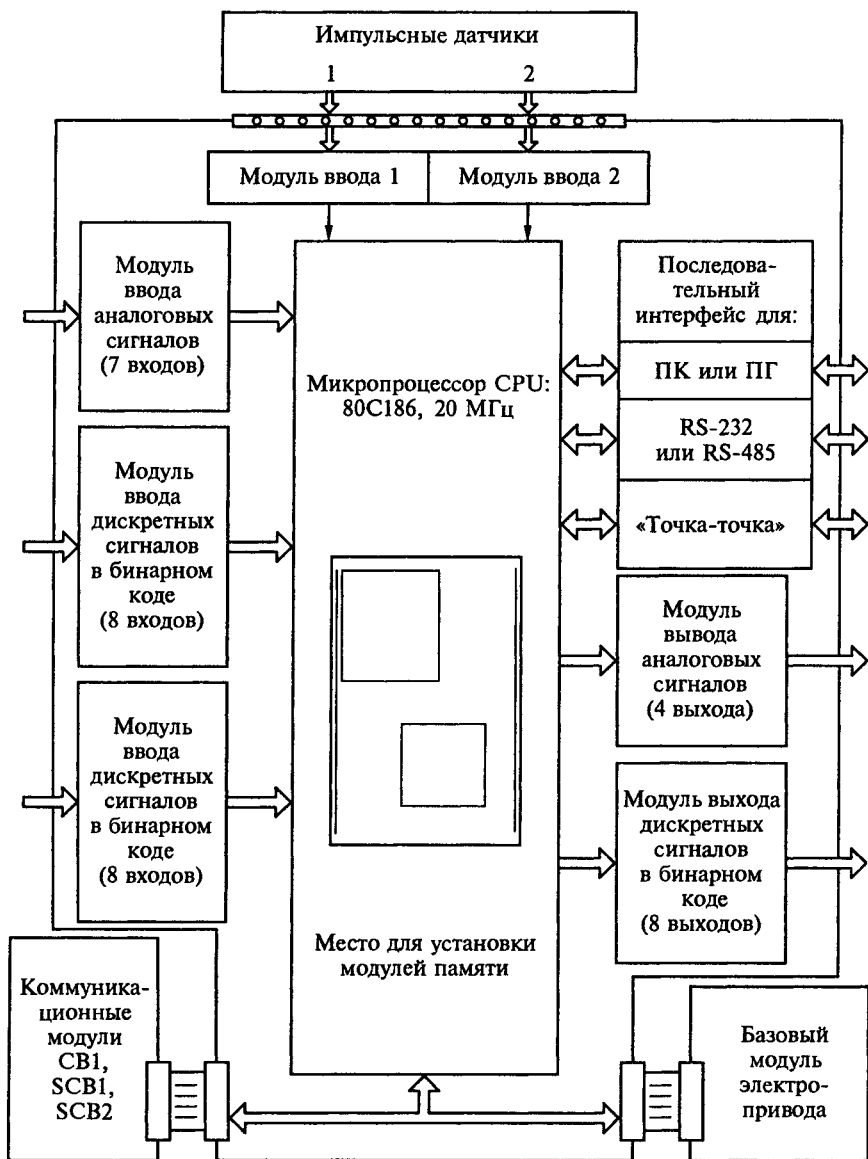 Импульсные датчики
1
2
Модуль ввода 1
Модуль ввода 2
Модуль
ввода
аналоговых
сигналов
(7 входов)
Модуль
ввода
дискретных
сигналов
в бинарном
коде
(8 входов)
Модуль
ввода
дискретных
сигналов
в бинарном
коде
(8 входов)
Микропроцессор CPU:
80C186, 20 МГц
Место для установки
модулей памяти
Последова-
тельный
интерфейс для:
ПК или ПГ
RS-232
или RS-485
«Точка-точка»
Модуль
вывода
аналоговых
сигналов
(4 выхода)
Модуль выхода
дискретных
сигналов
в бинарном
коде
(8 выходов)
Коммуника-
ционные
модули
CB1,
SCB1,
SCB2
Базовый
модуль
электро-
привода